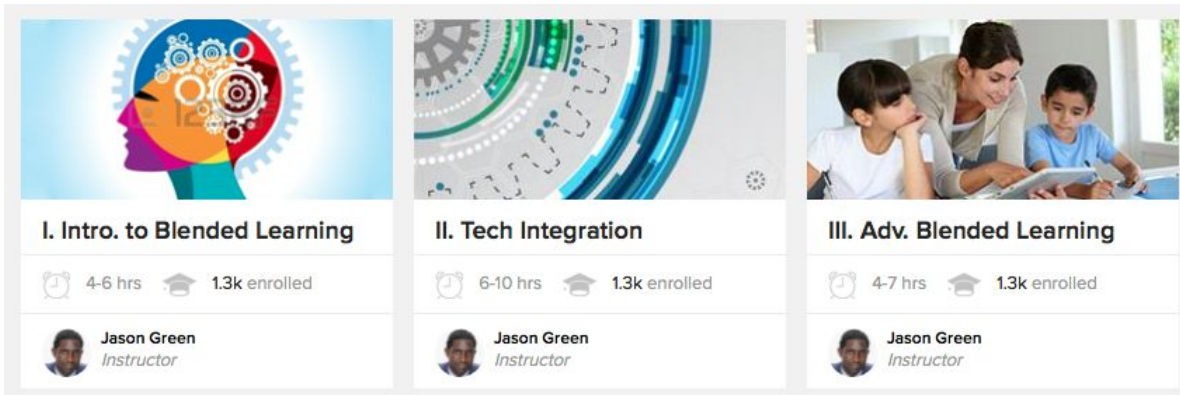 I. Intro. to Blended Learning
4-6 hrs
1.3k enrolled
Jason Green
Instructor
II. Tech Integration
6-10 hrs
1.3k enrolled
Jason Green
Instructor
III. Adv. Blended Learning
4-7 hrs
1.3k enrolled
Jason Green
Instructor